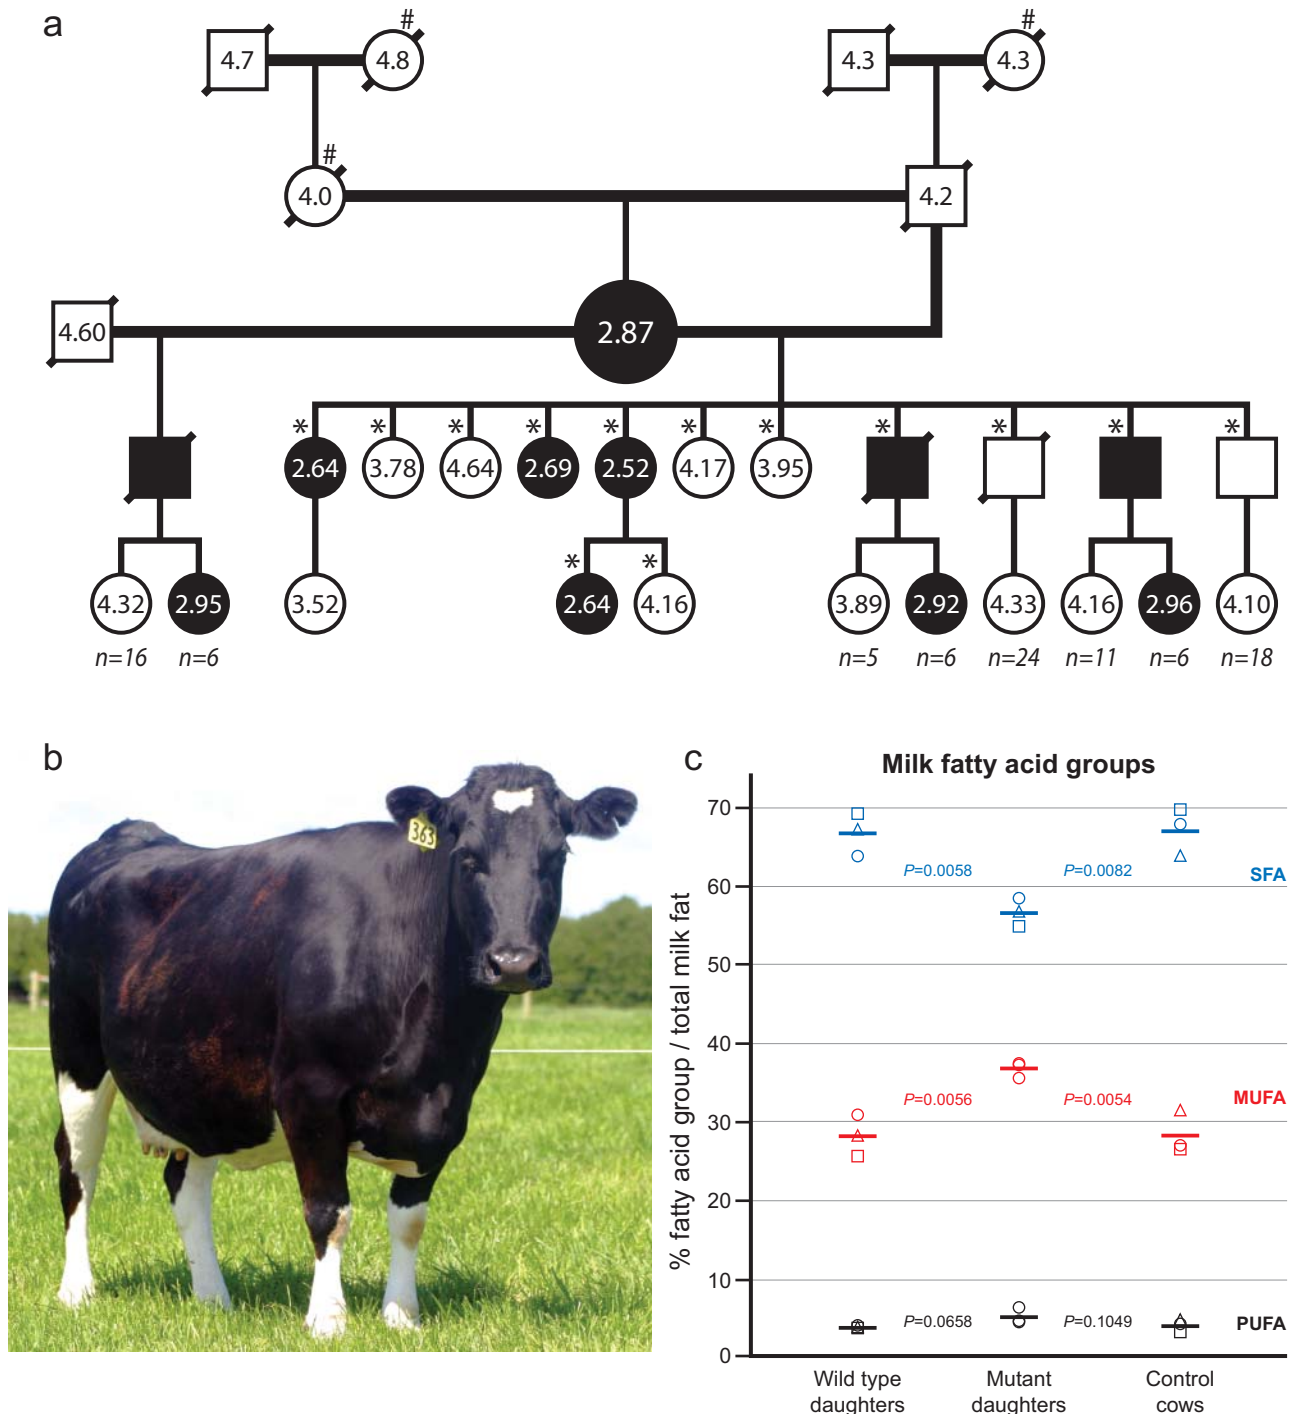 a
# #
4.7 4.8 4.3 4.3
#
4.0 4.2
4.60 2.87
* * * * * * * * * * *
2.64 3.78 4.64 2.69 2.52 4.17 3.95
* *
4.32 2.95 3.52 2.64 4.16 3.89 2.92 4.33 4.16 2.96 4.10
n=16 n=6 n=5 n=6 n=24 n=11 n=6 n=18
b
363
c
Milk fatty acid groups
% fatty acid group / total milk fat
70
60
50
40
30
20
10
0
P=0.0058 P=0.0082 SFA
P=0.0056 P=0.0054 MUFA
P=0.0658 P=0.1049 PUFA
Wild type daughters
Mutant daughters
Control cows